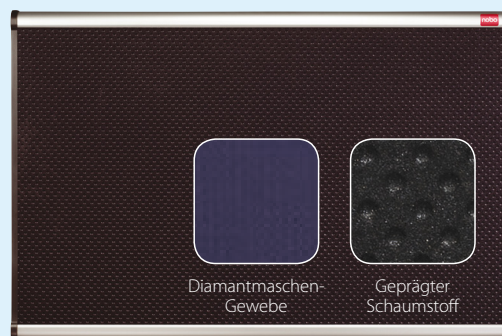 nobo
Diamantmaschen-
Gewebe
Geprägter
Schaumstoff